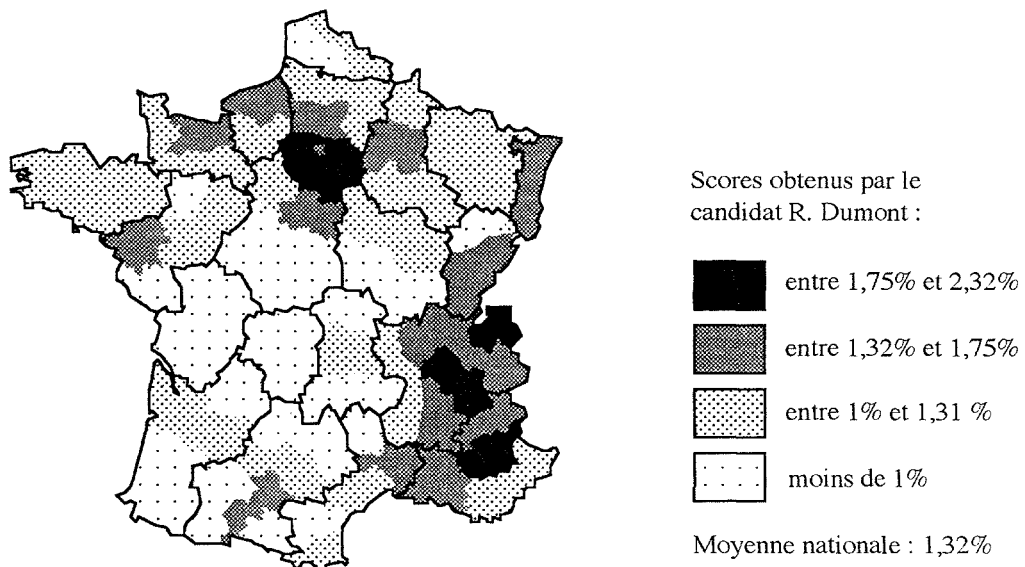 Scores obtenus par le
candidat R. Dumont :
entre 1,75% et 2,32%
entre 1,32% et 1,75%
entre 1% et 1,31 %
moins de 1%
Moyenne nationale : 1,32%